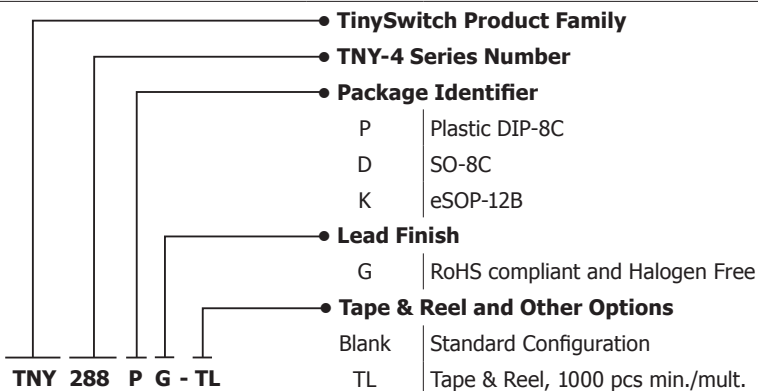 • TinySwitch Product Family
• TNY-4 Series Number
• Package Identifier
P Plastic DIP-8C
D SO-8C
K eSOP-12B
• Lead Finish
G RoHS compliant and Halogen Free
• Tape & Reel and Other Options
Blank Standard Configuration
TL Tape & Reel, 1000 pcs min./mult.
TNY 288 P G - TL